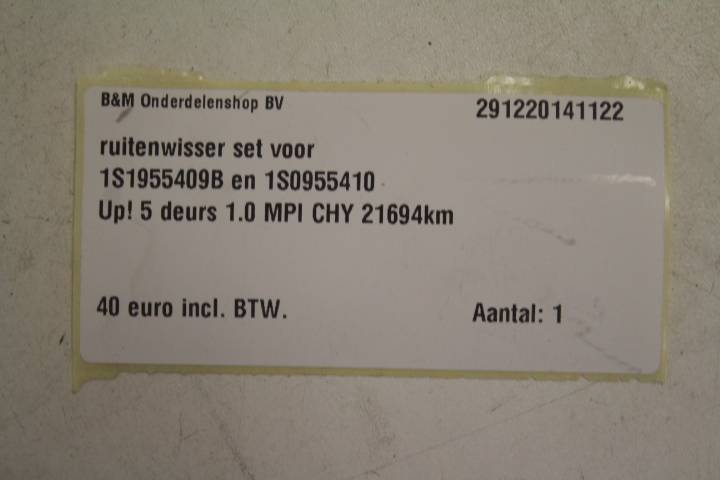 B&M Onderdelenshop BV 291220141122
ruitenwisser set voor
1S1955409B en 1S0955410
Up! 5 deurs 1.0 MPI CHY 21694km
40 euro incl. BTW. Aantal: 1